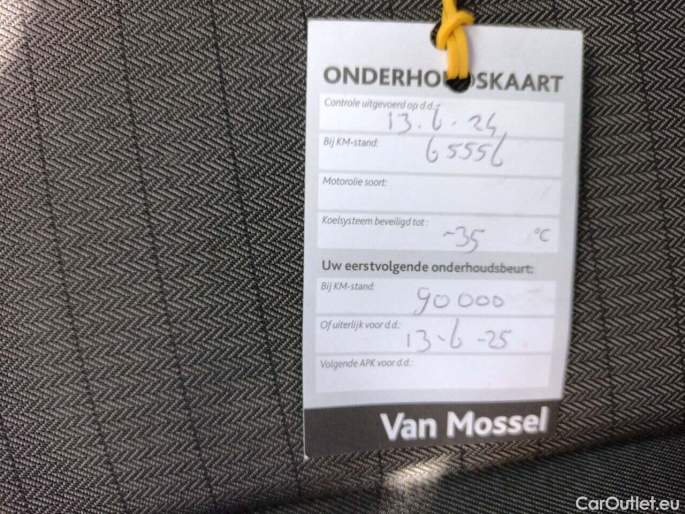 ONDERHOUDSKAART
Controle uitgevoerd op d.d.:
13-6-24
Bij KM-stand:
65556
Motorolie soort:
Koelsysteem beveiligd tot:
-35 °C
Uw eerstvolgende onderhoudsbeurt:
Bij KM-stand:
90000
Of uiterlijk voor d.d.:
13-6-25
Volgende APK voor d.d.:
Van Mossel
CarOutlet.eu